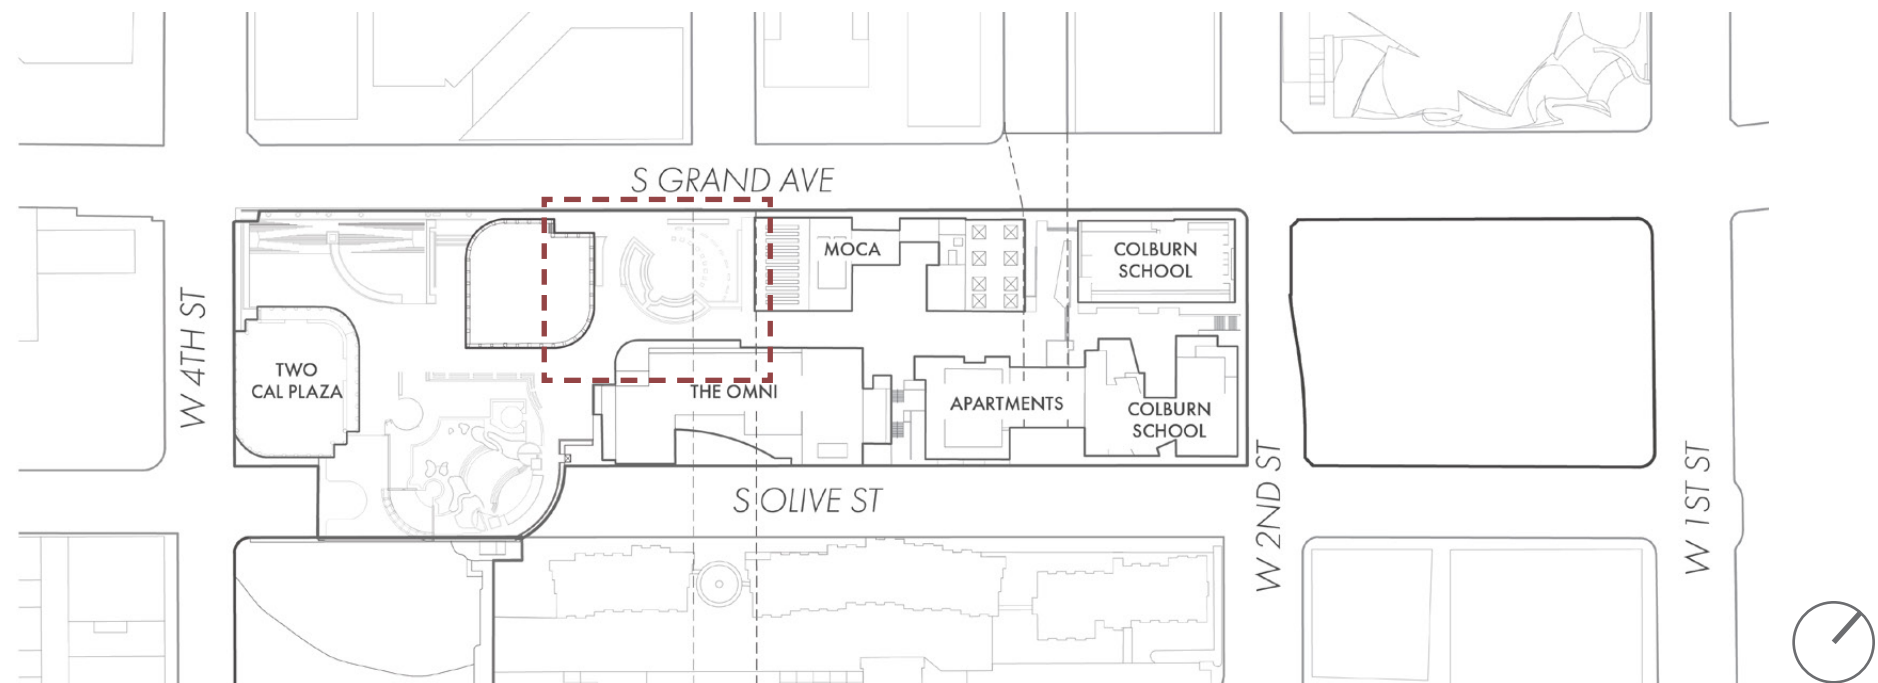 S GRAND AVE
MOCA
COLBURN
SCHOOL
W 4TH ST
TWO
CAL PLAZA
THE OMNI
APARTMENTS
COLBURN
SCHOOL
S OLIVE ST
W 2ND ST
W 1ST ST